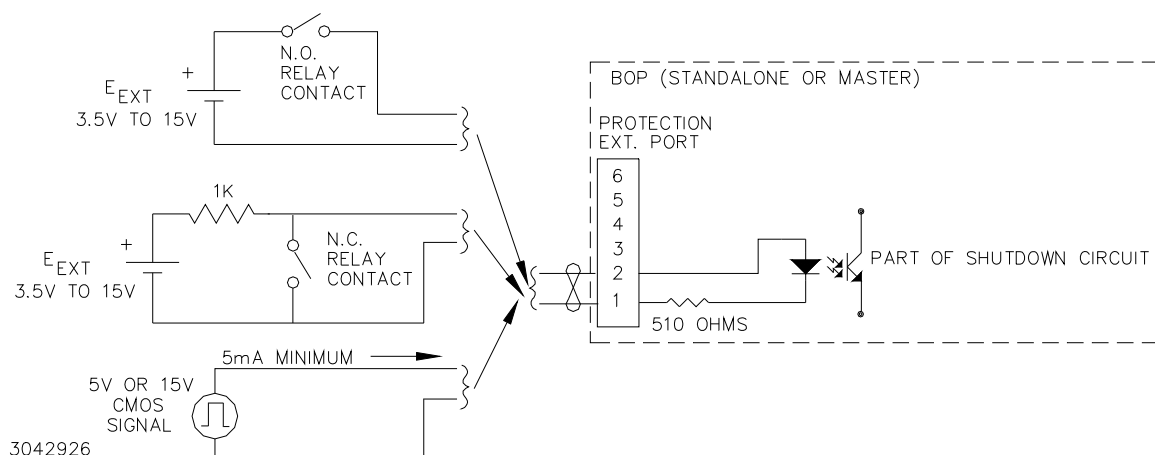 N.O.
RELAY
CONTACT
+
E EXT
3.5V TO 15V
1K
+
N.C.
RELAY
CONTACT
E EXT
3.5V TO 15V
5mA MINIMUM
5V OR 15V
CMOS
SIGNAL
3042926
BOP (STANDALONE OR MASTER)
PROTECTION
EXT. PORT
6
5
4
3
2
1
510 OHMS
PART OF SHUTDOWN CIRCUIT